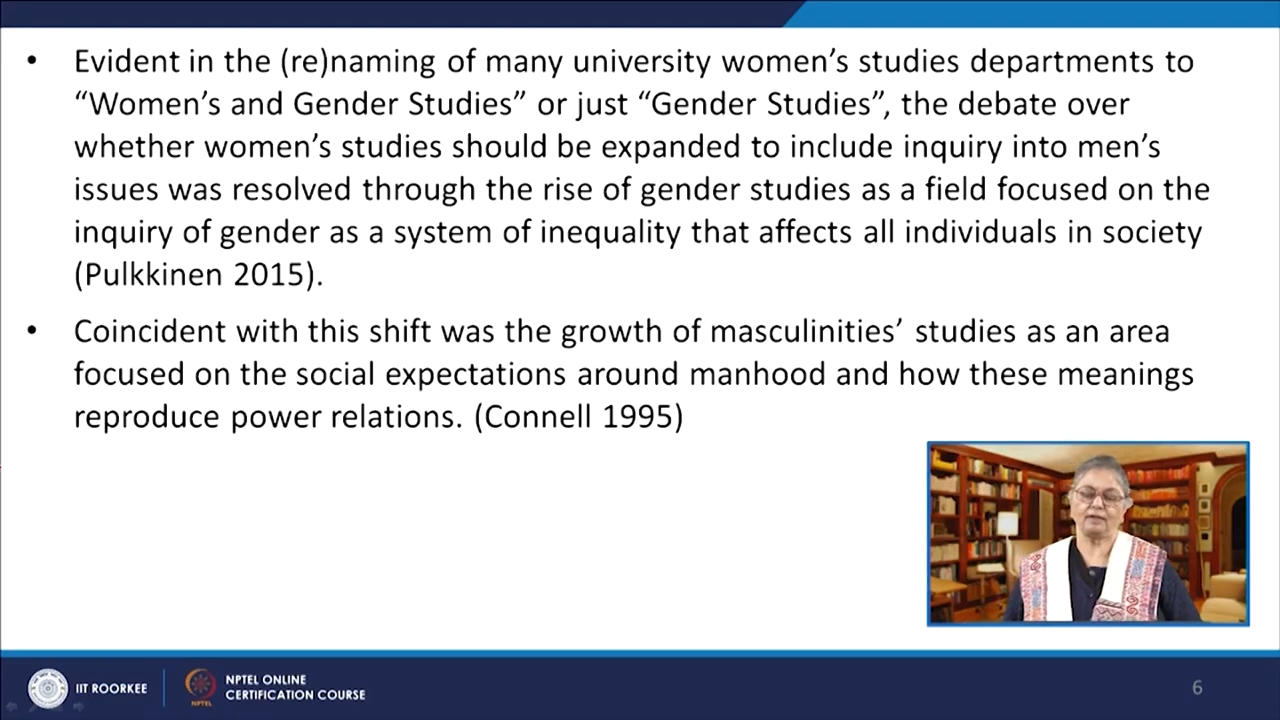 • Evident in the (re)naming of many university women’s studies departments to
“Women’s and Gender Studies” or just “Gender Studies”, the debate over
whether women’s studies should be expanded to include inquiry into men’s
issues was resolved through the rise of gender studies as a field focused on the
inquiry of gender as a system of inequality that affects all individuals in society
(Pulkkinen 2015).
• Coincident with this shift was the growth of masculinities’ studies as an area
focused on the social expectations around manhood and how these meanings
reproduce power relations. (Connell 1995)
IIT ROORKEE
NPTEL
NPTEL ONLINE
CERTIFICATION COURSE
6